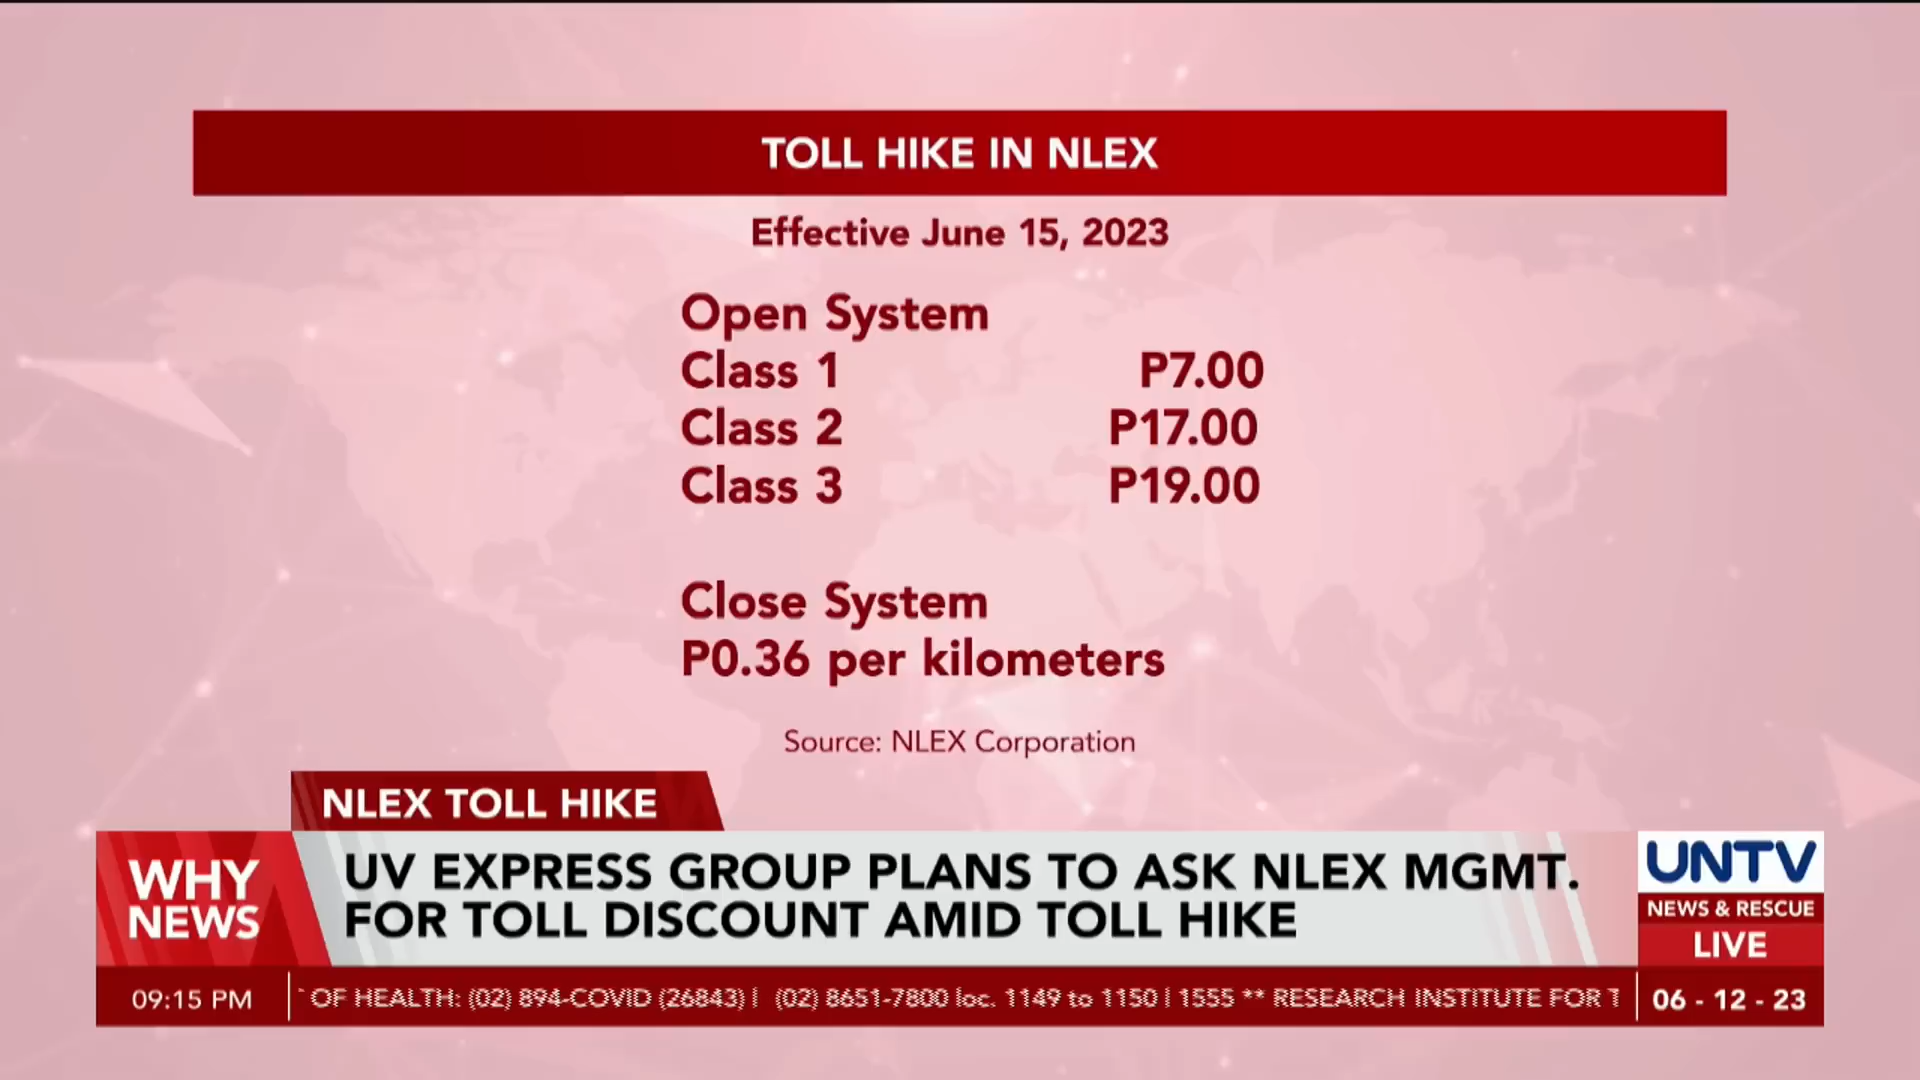 TOLL HIKE IN NLEX
Effective June 15, 2023
Open System
Class 1 P7.00
Class 2 P17.00
Class 3 P19.00
Close System
P0.36 per kilometers
Source: NLEX Corporation
NLEX TOLL HIKE
WHY NEWS
UV EXPRESS GROUP PLANS TO ASK NLEX MGMT.
FOR TOLL DISCOUNT AMID TOLL HIKE
UNTV
NEWS & RESCUE
LIVE
09:15 PM
OF HEALTH: (02) 894-COVID (26843) | (02) 8651-7800 loc. 1149 to 1150 | 1555 ** RESEARCH INSTITUTE FOR
06 - 12 - 23